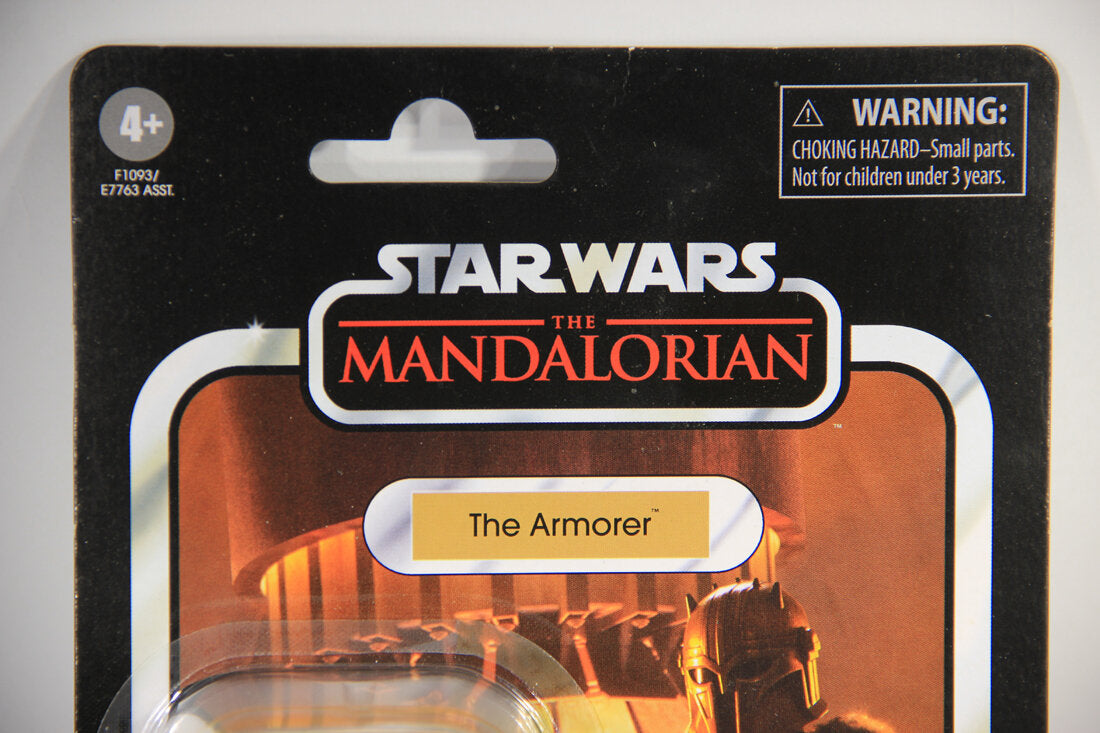 4+
F1093/
E7763 ASST.
⚠ WARNING:
CHOKING HAZARD–Small parts.
Not for children under 3 years.
STAR WARS
THE
MANDALORIAN
™
The Armorer™